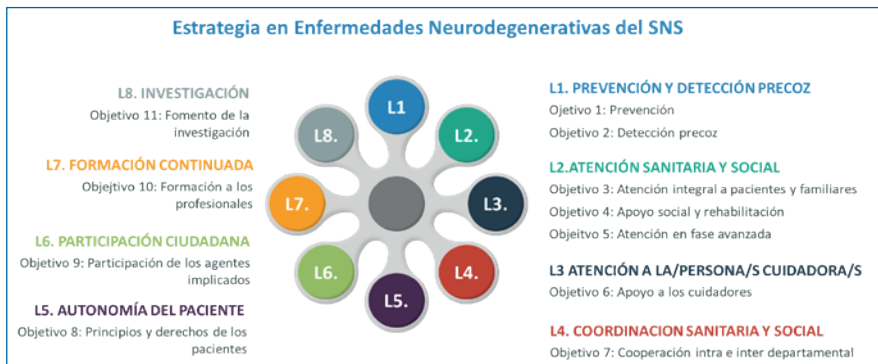 Estrategia en Enfermedades Neurodegenerativas del SNS
L1. PREVENCIÓN Y DETECCIÓN PRECOZ
Ojetivo 1: Prevención
Objetivo 2: Detección precoz
L2.ATENCIÓN SANITARIA Y SOCIAL
Objetivo 3: Atención integral a pacientes y familiares
Objetivo 4: Apoyo social y rehabilitación
Objeitvo 5: Atención en fase avanzada
L3 ATENCIÓN A LA/PERSONA/S CUIDADORA/S
Objetivo 6: Apoyo a los cuidadores
L4. COORDINACION SANITARIA Y SOCIAL
Objetivo 7: Cooperación intra e inter departamental
L8. INVESTIGACIÓN
Objetivo 11: Fomento de la
investigación
L7. FORMACIÓN CONTINUADA
Objejtivo 10: Formación a los
profesionales
L6. PARTICIPACIÓN CIUDADANA
Objetivo 9: Participación de los agentes
implicados
L5. AUTONOMÍA DEL PACIENTE
Objetivo 8: Principios y derechos de los
pacientes
L1
L2.
L3.
L4.
L5.
L6.
L7.
L8.